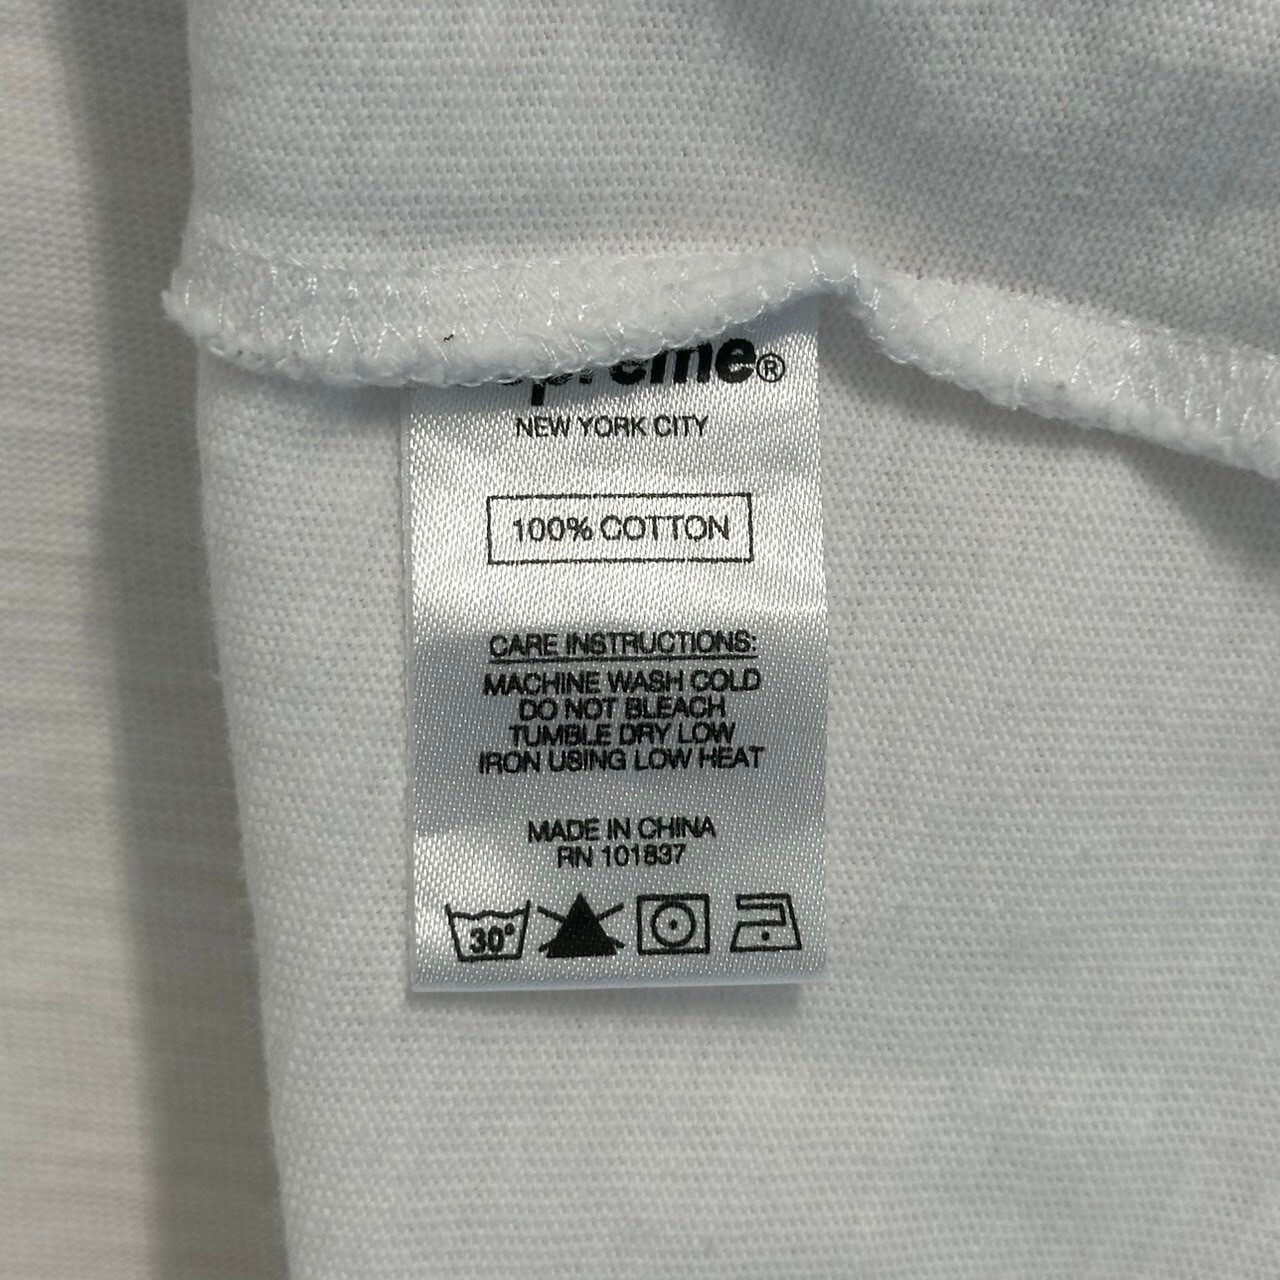 Supreme®
NEW YORK CITY
100% COTTON
CARE INSTRUCTIONS:
MACHINE WASH COLD
DO NOT BLEACH
TUMBLE DRY LOW
IRON USING LOW HEAT
MADE IN CHINA
RN 101837
30°